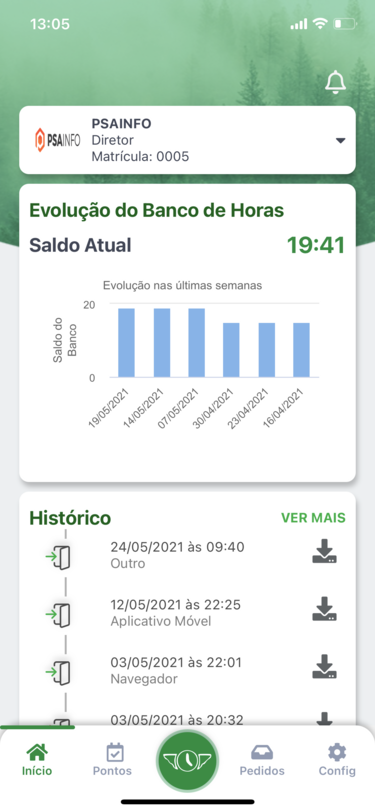 13:05
PSAINFO
PSAINFO
Diretor
Matrícula: 0005
Evolução do Banco de Horas
Saldo Atual 19:41
Evolução nas últimas semanas
Saldo do
Banco
20
0
19/05/2021
14/05/2021
07/05/2021
30/04/2021
23/04/2021
16/04/2021
Histórico VER MAIS
24/05/2021 às 09:40
Outro
12/05/2021 às 22:25
Aplicativo Móvel
03/05/2021 às 22:01
Navegador
03/05/2021 às 20:32
Início Pontos Pedidos Config